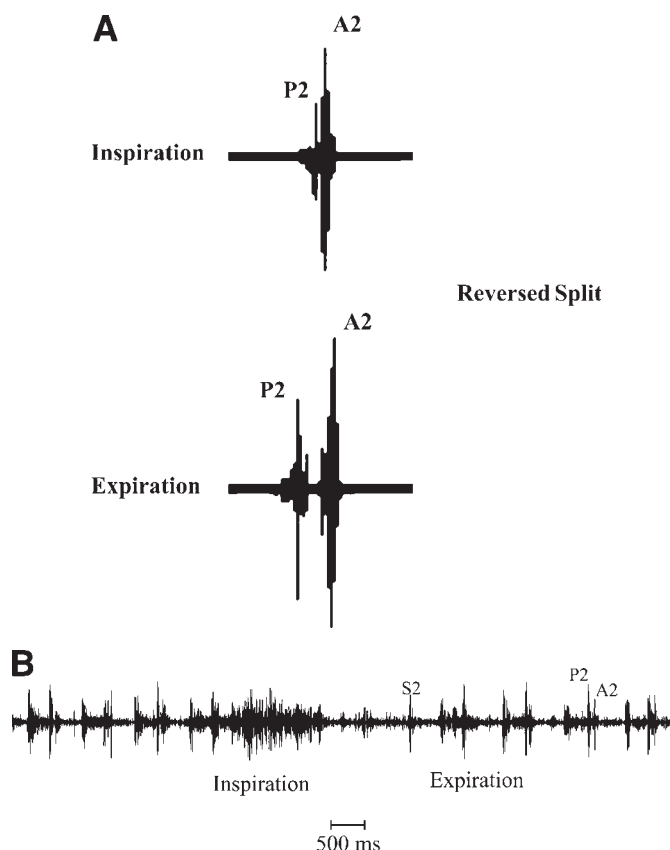 A
A2
P2
Inspiration
Reversed Split
A2
P2
Expiration
B
S2
P2
A2
Inspiration
Expiration
500 ms